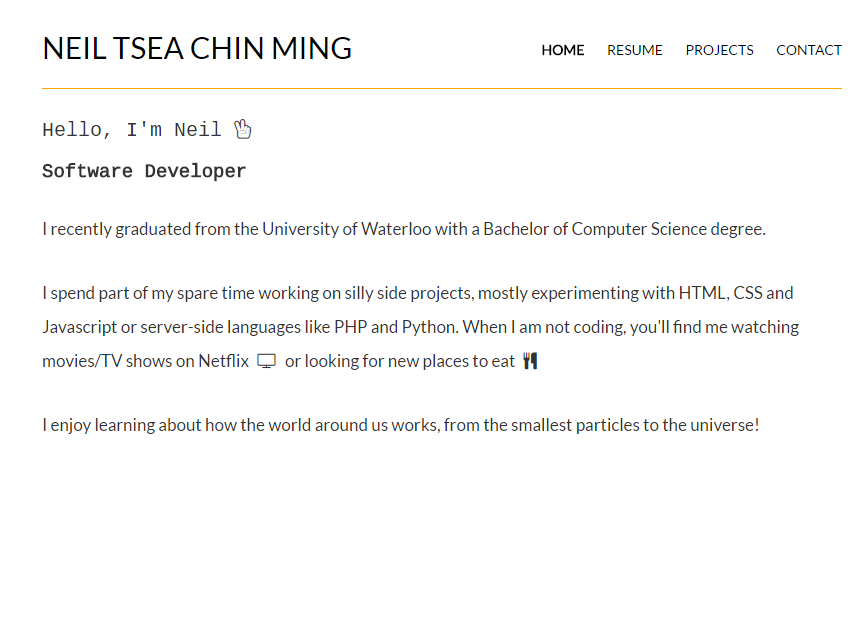 NEIL TSEA CHIN MING
HOME RESUME PROJECTS CONTACT
Hello, I'm Neil
Software Developer
I recently graduated from the University of Waterloo with a Bachelor of Computer Science degree.
I spend part of my spare time working on silly side projects, mostly experimenting with HTML, CSS and
Javascript or server-side languages like PHP and Python. When I am not coding, you'll find me watching
movies/TV shows on Netflix or looking for new places to eat
I enjoy learning about how the world around us works, from the smallest particles to the universe!